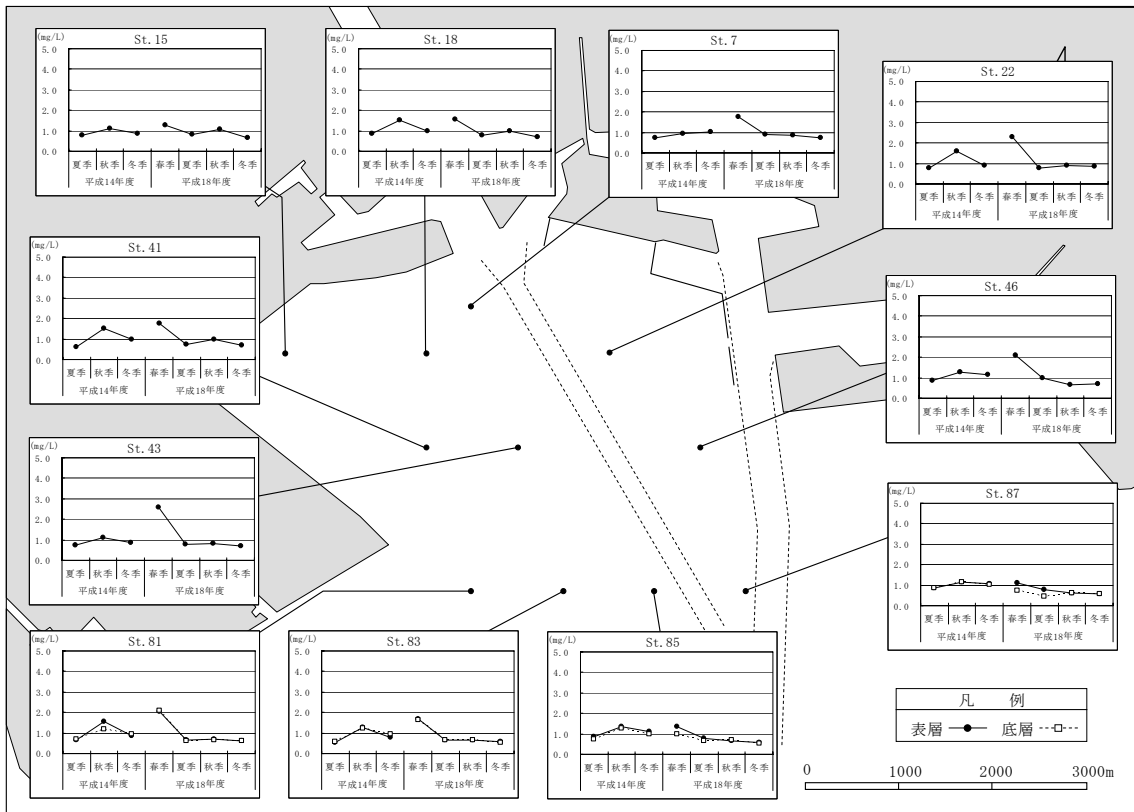 St.15
(mg/L)
5.0
4.0
3.0
2.0
1.0
0.0
夏季 秋季 冬季 春季 夏季 秋季 冬季
平成14年度 平成18年度
St.18
(mg/L)
5.0
4.0
3.0
2.0
1.0
0.0
夏季 秋季 冬季 春季 夏季 秋季 冬季
平成14年度 平成18年度
St.7
(mg/L)
5.0
4.0
3.0
2.0
1.0
0.0
夏季 秋季 冬季 春季 夏季 秋季 冬季
平成14年度 平成18年度
St.22
(mg/L)
5.0
4.0
3.0
2.0
1.0
0.0
夏季 秋季 冬季 春季 夏季 秋季 冬季
平成14年度 平成18年度
St.41
(mg/L)
5.0
4.0
3.0
2.0
1.0
0.0
夏季 秋季 冬季 春季 夏季 秋季 冬季
平成14年度 平成18年度
St.46
(mg/L)
5.0
4.0
3.0
2.0
1.0
0.0
夏季 秋季 冬季 春季 夏季 秋季 冬季
平成14年度 平成18年度
St.43
(mg/L)
5.0
4.0
3.0
2.0
1.0
0.0
夏季 秋季 冬季 春季 夏季 秋季 冬季
平成14年度 平成18年度
St.87
(mg/L)
5.0
4.0
3.0
2.0
1.0
0.0
夏季 秋季 冬季 春季 夏季 秋季 冬季
平成14年度 平成18年度
St.81
(mg/L)
5.0
4.0
3.0
2.0
1.0
0.0
夏季 秋季 冬季 春季 夏季 秋季 冬季
平成14年度 平成18年度
St.83
(mg/L)
5.0
4.0
3.0
2.0
1.0
0.0
夏季 秋季 冬季 春季 夏季 秋季 冬季
平成14年度 平成18年度
St.85
(mg/L)
5.0
4.0
3.0
2.0
1.0
0.0
夏季 秋季 冬季 春季 夏季 秋季 冬季
平成14年度 平成18年度
凡 例
表層 底層
0 1000 2000 3000m